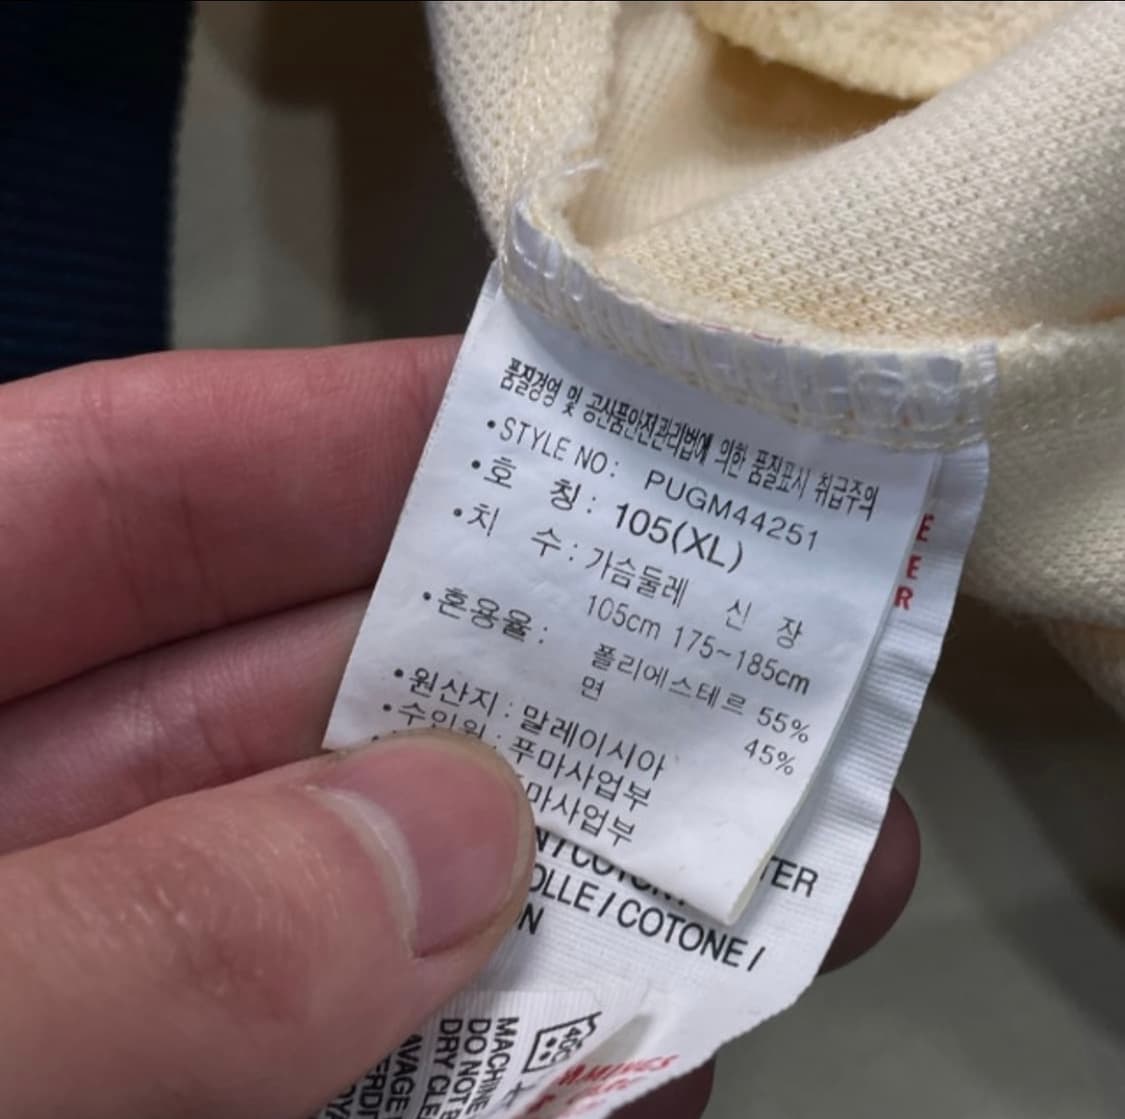 품질경영 및 공산품안전관리법에 의한 품질표시 취급주의
•STYLE NO: PUGM44251
•호 칭: 105(XL)
•치 수: 가슴둘레 신 장
105cm 175~185cm
•혼용율: 폴리에스테르 55%
면 45%
•원산지: 말레이시아
•수입원: 푸마사업부
마사업부
E
E
R
TER
OLLE / COTONE /
N
MACHINE
DO NOT
DRY CLE
40C